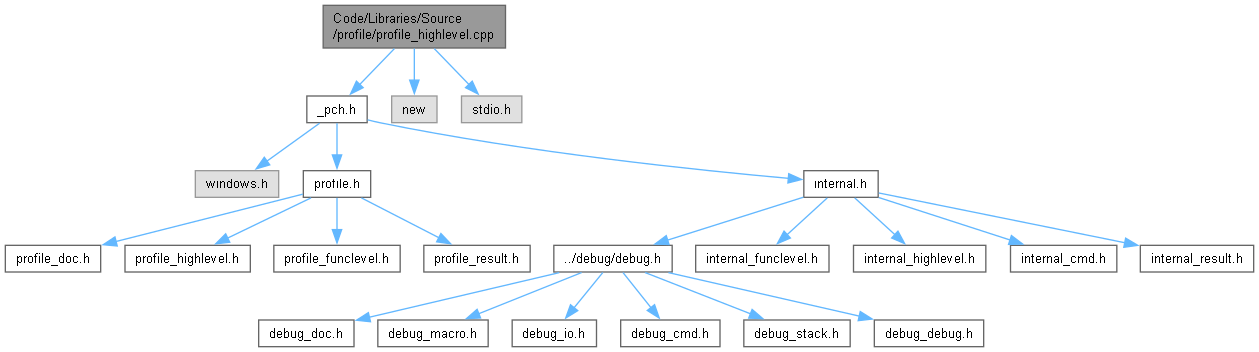 Code/Libraries/Source
/profile/profile_highlevel.cpp
_pch.h
new
stdio.h
windows.h
profile.h
internal.h
profile_doc.h
profile_highlevel.h
profile_funclevel.h
profile_result.h
../debug/debug.h
internal_funclevel.h
internal_highlevel.h
internal_cmd.h
internal_result.h
debug_doc.h
debug_macro.h
debug_io.h
debug_cmd.h
debug_stack.h
debug_debug.h